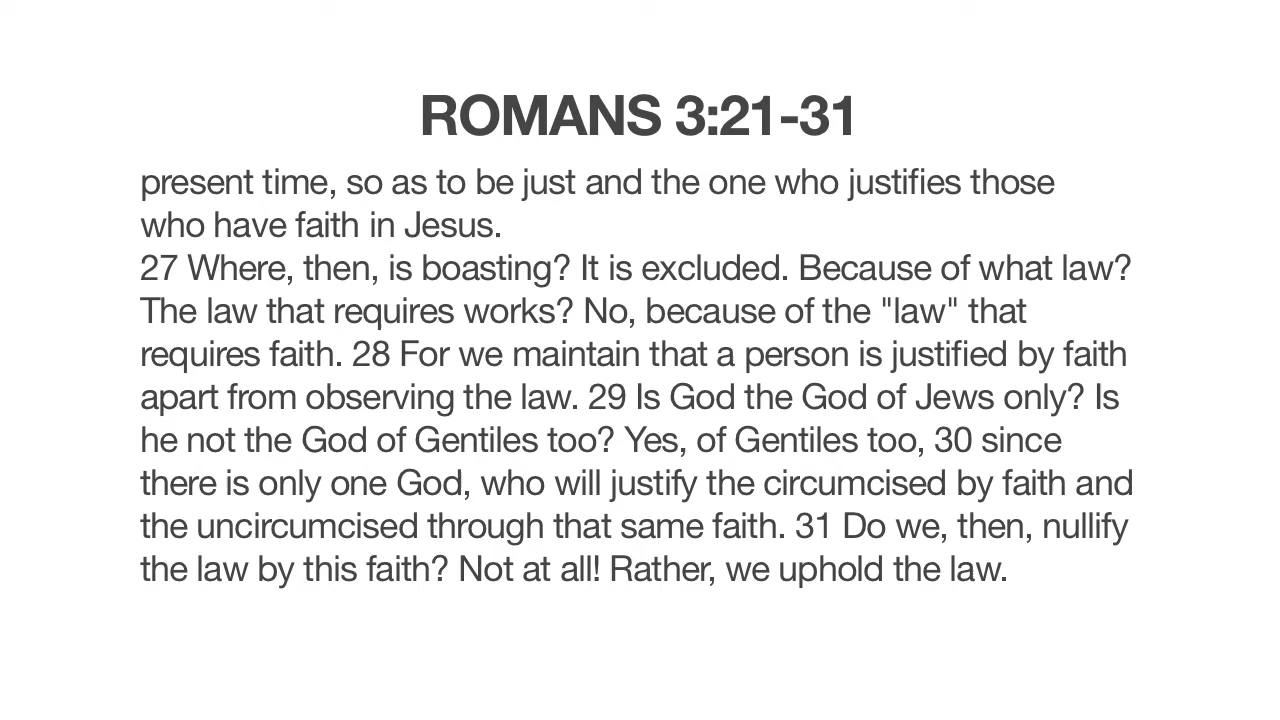 ROMANS 3:21-31
present time, so as to be just and the one who justifies those
who have faith in Jesus.
27 Where, then, is boasting? It is excluded. Because of what law?
The law that requires works? No, because of the "law" that
requires faith. 28 For we maintain that a person is justified by faith
apart from observing the law. 29 Is God the God of Jews only? Is
he not the God of Gentiles too? Yes, of Gentiles too, 30 since
there is only one God, who will justify the circumcised by faith and
the uncircumcised through that same faith. 31 Do we, then, nullify
the law by this faith? Not at all! Rather, we uphold the law.